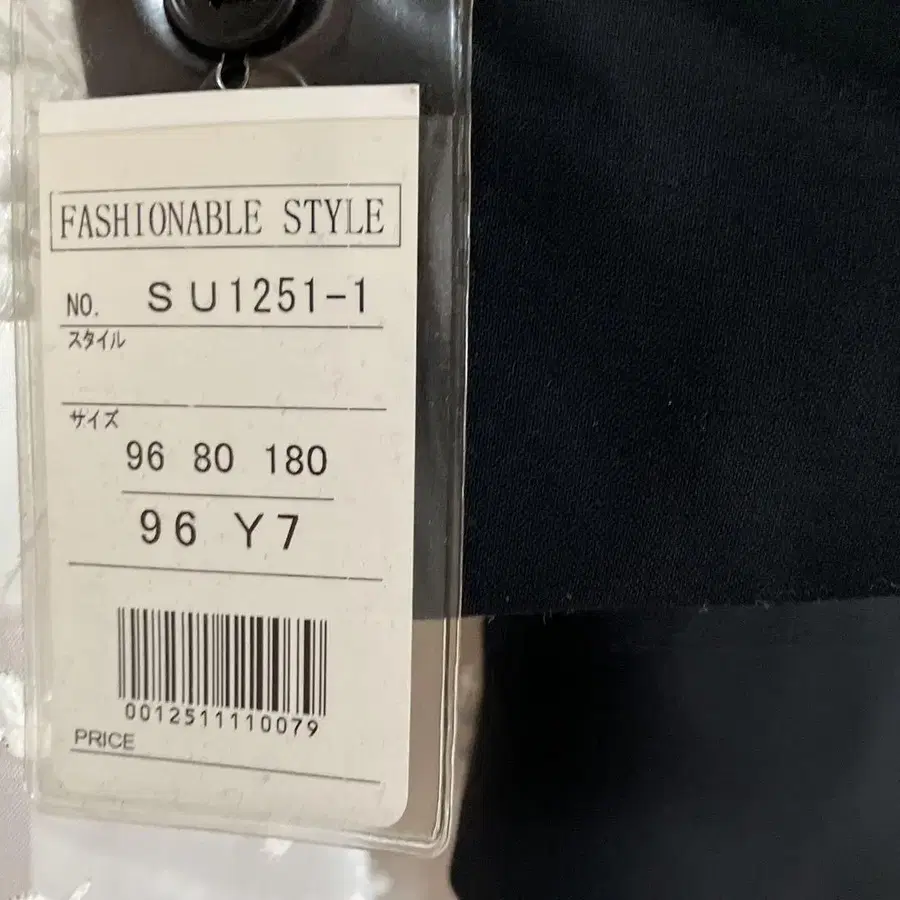 FASHIONABLE STYLE
NO. SU1251-1
スタイル
サイズ
96 80 180
96 Y7
0012511110079
PRICE